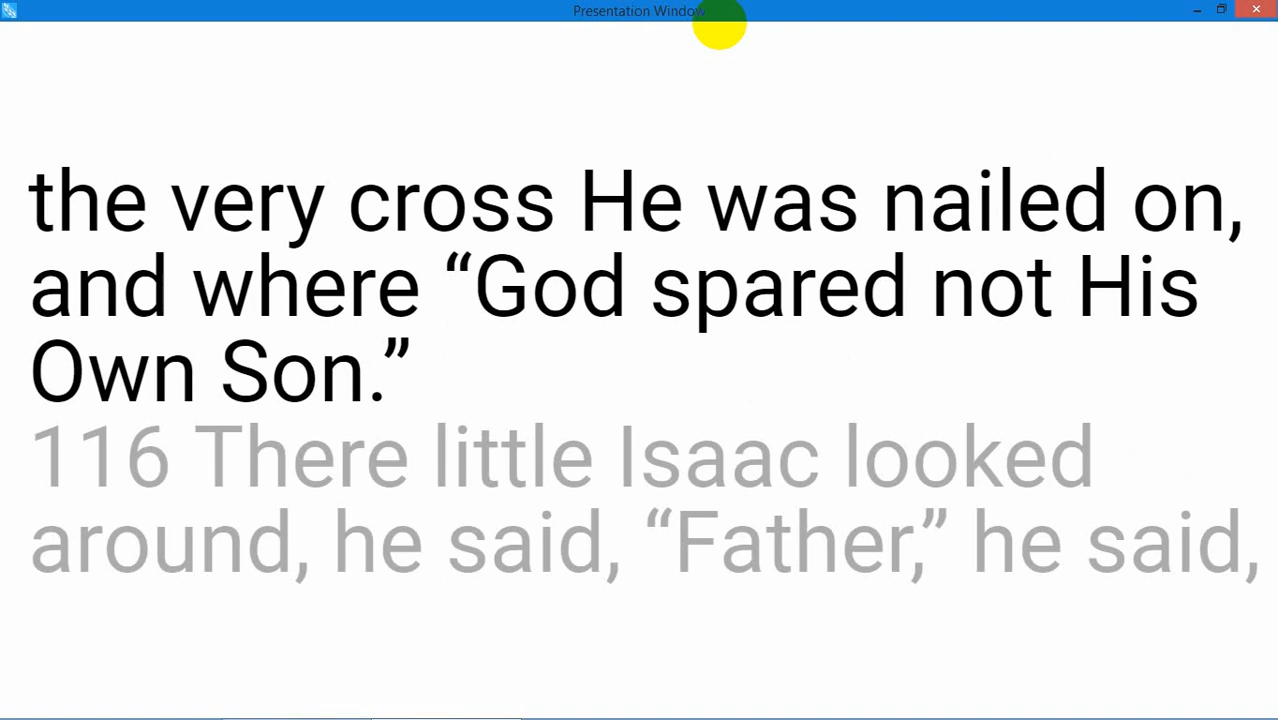 Presentation Window
the very cross He was nailed on,
and where “God spared not His
Own Son.”
116 There little Isaac looked
around, he said, “Father,” he said,